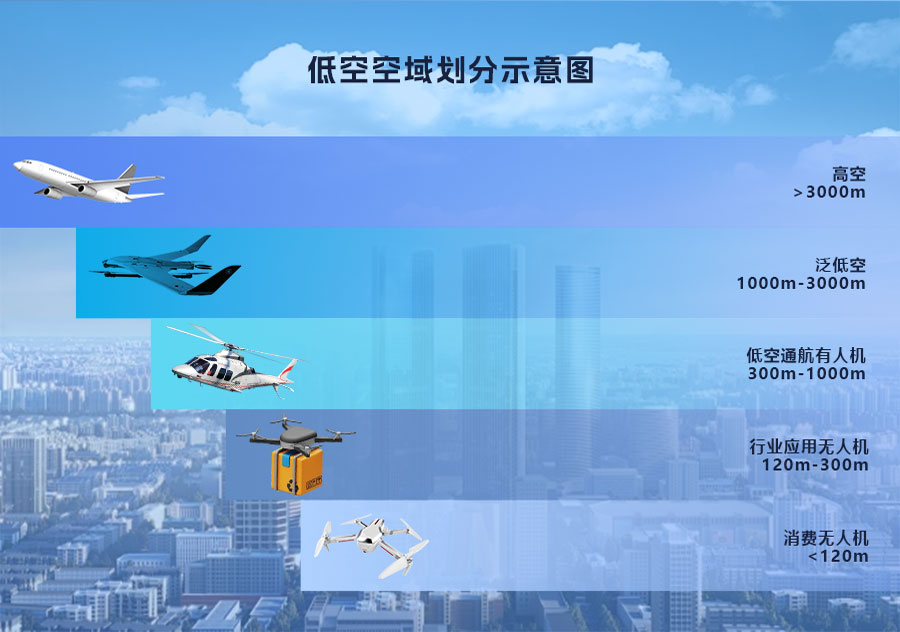 低空空域划分示意图
高空
>3000m
泛低空
1000m-3000m
低空通航有人机
300m-1000m
行业应用无人机
120m-300m
消费无人机
<120m